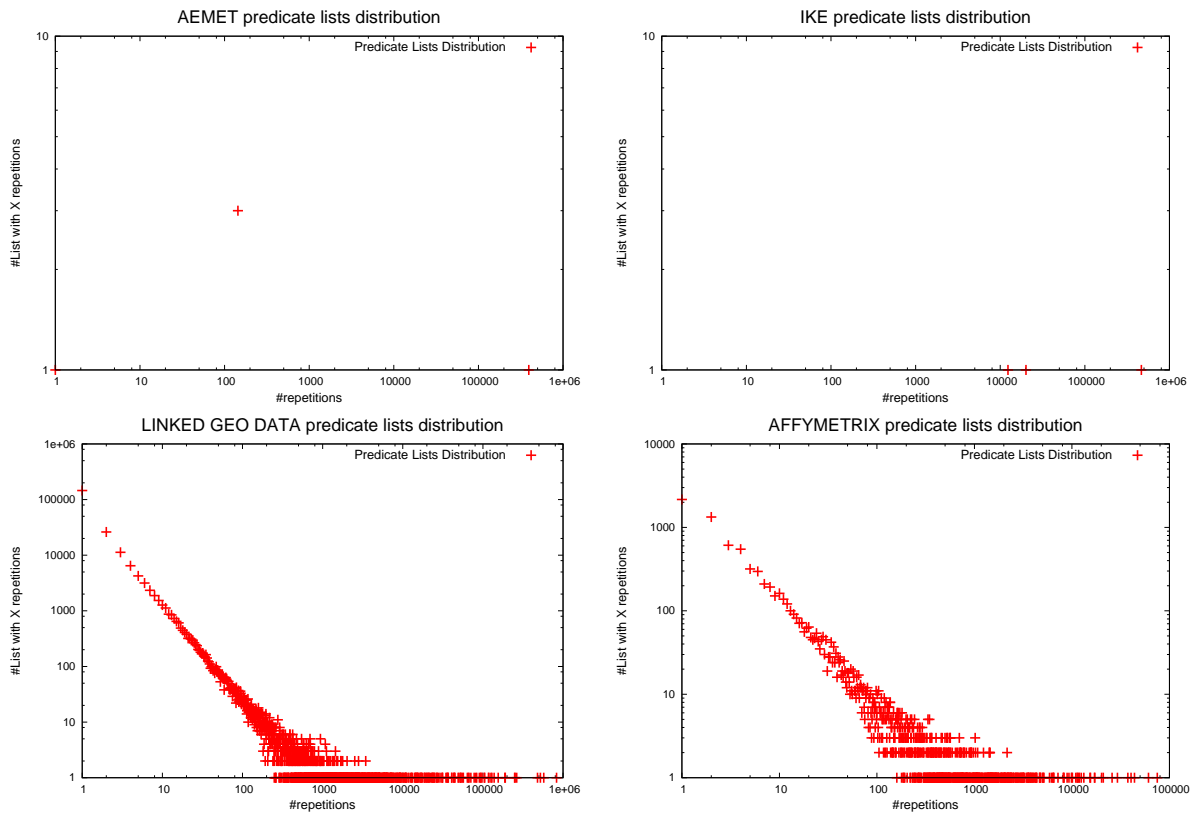 AEMET predicate lists distribution
10
Predicate Lists Distribution
#List with X repetitions
1
1
10
100
1000
10000
100000
1e+06
#repetitions
IKE predicate lists distribution
10
Predicate Lists Distribution
#List with X repetitions
1
1
10
100
1000
10000
100000
1e+06
#repetitions
LINKED GEO DATA predicate lists distribution
1e+06
Predicate Lists Distribution
100000
10000
#List with X repetitions
1000
100
10
1
1
10
100
1000
10000
100000
1e+06
#repetitions
AFFYMETRIX predicate lists distribution
10000
Predicate Lists Distribution
1000
#List with X repetitions
100
10
1
1
10
100
1000
10000
100000
#repetitions